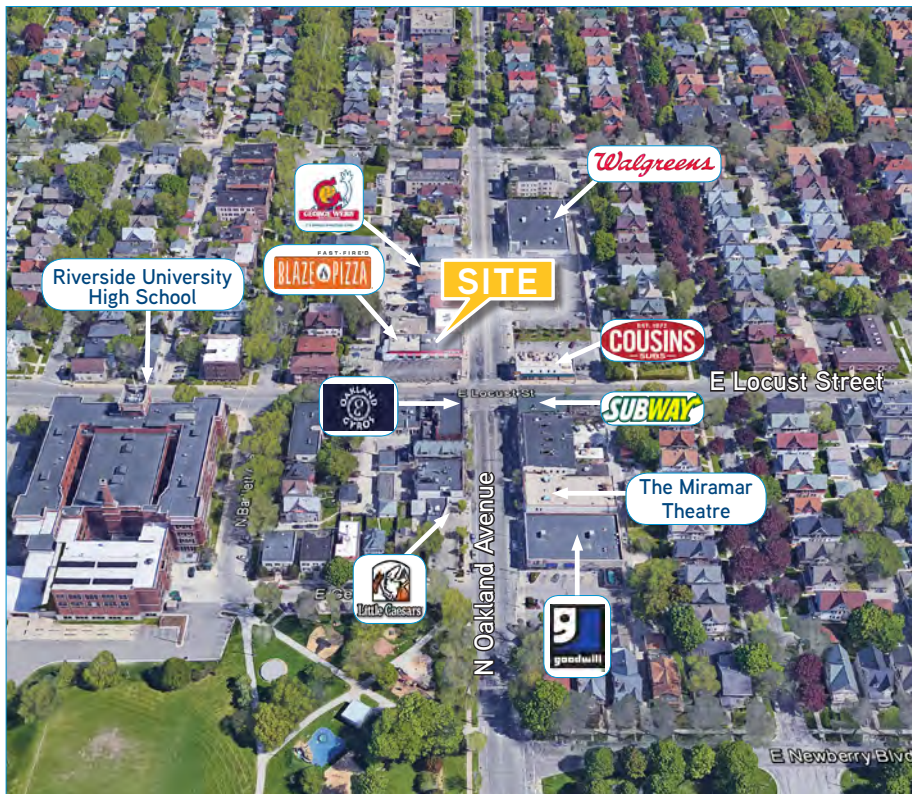 Walgreens
GEORGE WEBB
FAST-FIRE'D
BLAZE PIZZA
SITE
Riverside University
High School
EST. 1972
COUSINS
SUBS
E Locust Street
E Locust St
OAKLAND
GYROS
SUBWAY
N Bartlett
The Miramar
Theatre
N Oakland Avenue
Little Caesars
goodwill
E Newberry Blvd